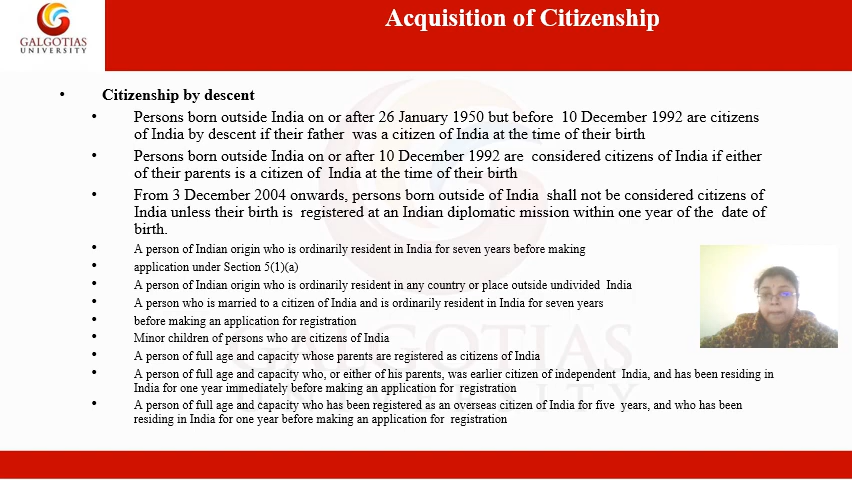 GALGOTIAS
UNIVERSITY
Acquisition of Citizenship
• Citizenship by descent
• Persons born outside India on or after 26 January 1950 but before 10 December 1992 are citizens
of India by descent if their father was a citizen of India at the time of their birth
• Persons born outside India on or after 10 December 1992 are considered citizens of India if either
of their parents is a citizen of India at the time of their birth
• From 3 December 2004 onwards, persons born outside of India shall not be considered citizens of
India unless their birth is registered at an Indian diplomatic mission within one year of the date of
birth.
• A person of Indian origin who is ordinarily resident in India for seven years before making
• application under Section 5(1)(a)
• A person of Indian origin who is ordinarily resident in any country or place outside undivided India
• A person who is married to a citizen of India and is ordinarily resident in India for seven years
• before making an application for registration
• Minor children of persons who are citizens of India
• A person of full age and capacity whose parents are registered as citizens of India
• A person of full age and capacity who, or either of his parents, was earlier citizen of independent India, and has been residing in
India for one year immediately before making an application for registration
• A person of full age and capacity who has been registered as an overseas citizen of India for five years, and who has been
residing in India for one year before making an application for registration
GALGOTIAS
UNIVERSITY